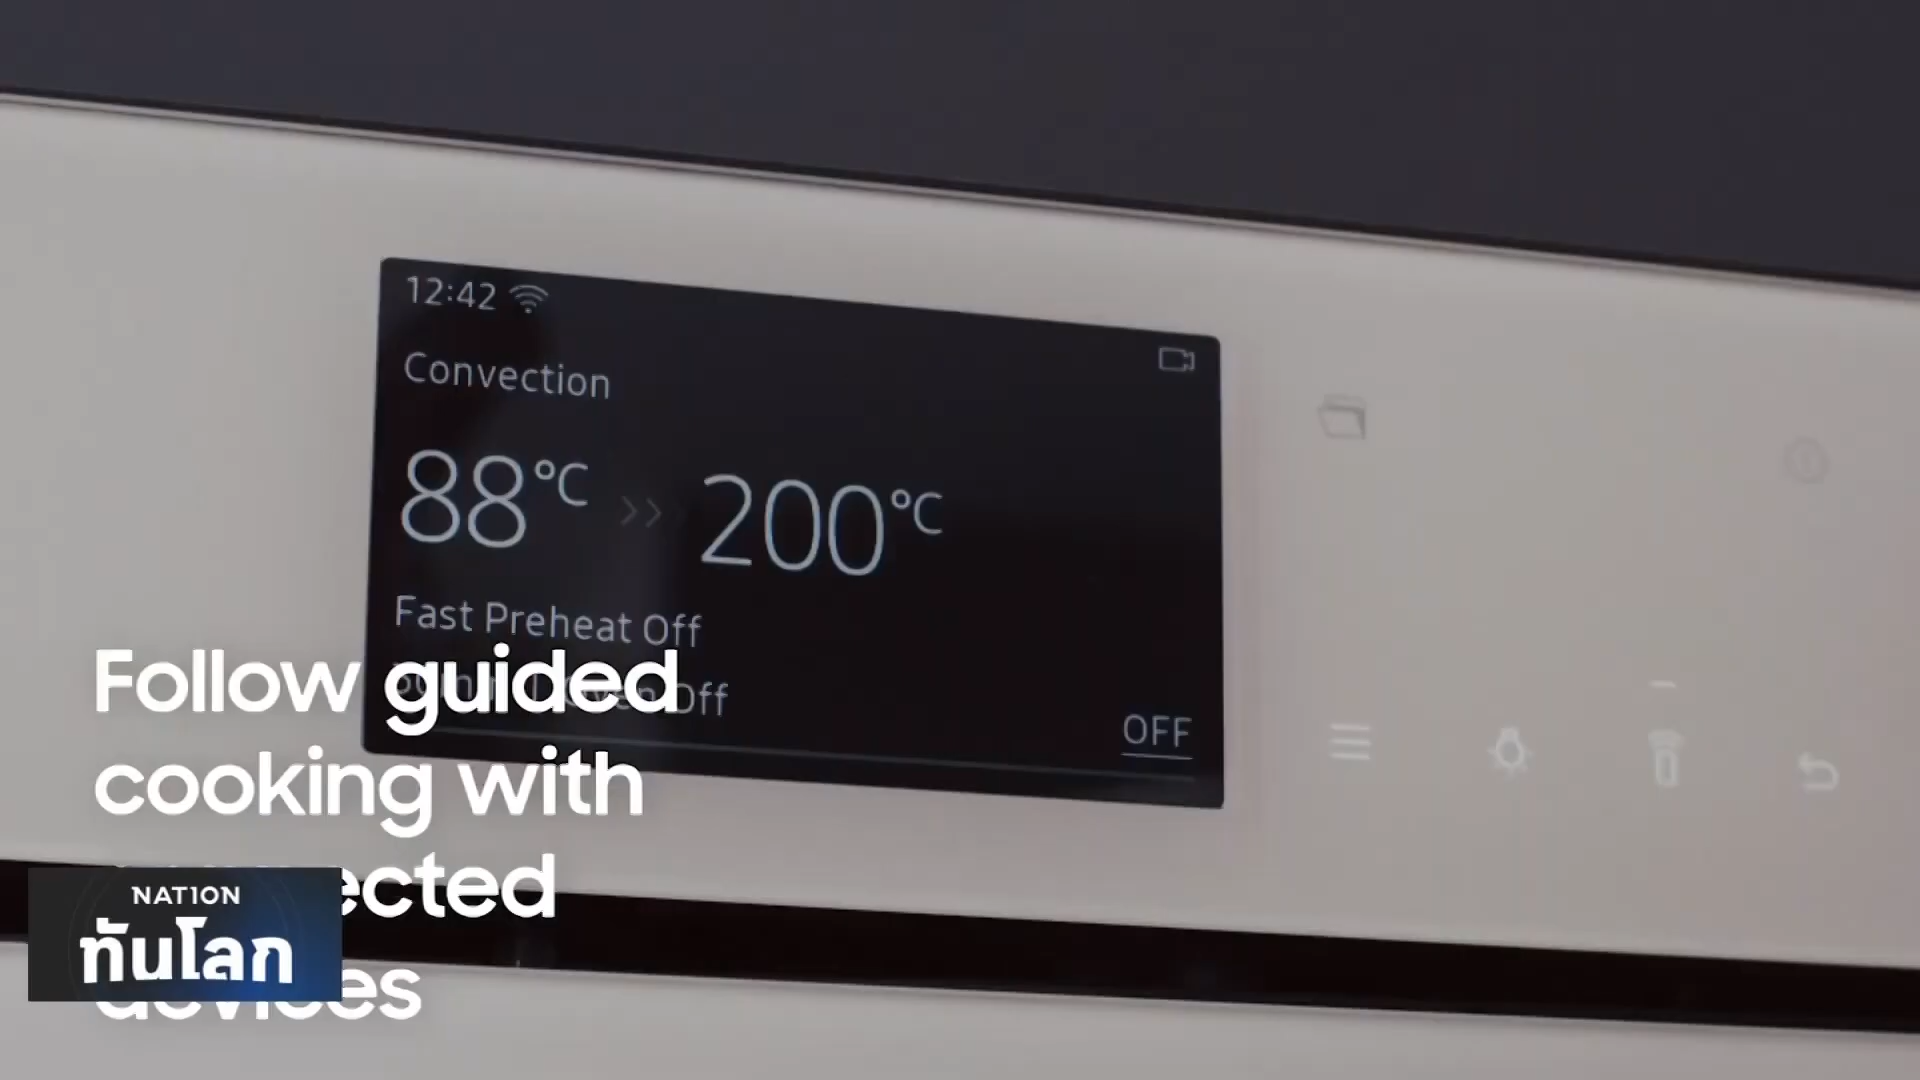 12:42
Convection
88°C >> 200°C
Fast Preheat Off
Off
OFF
Follow guided
cooking with
NATION
ทันโลก